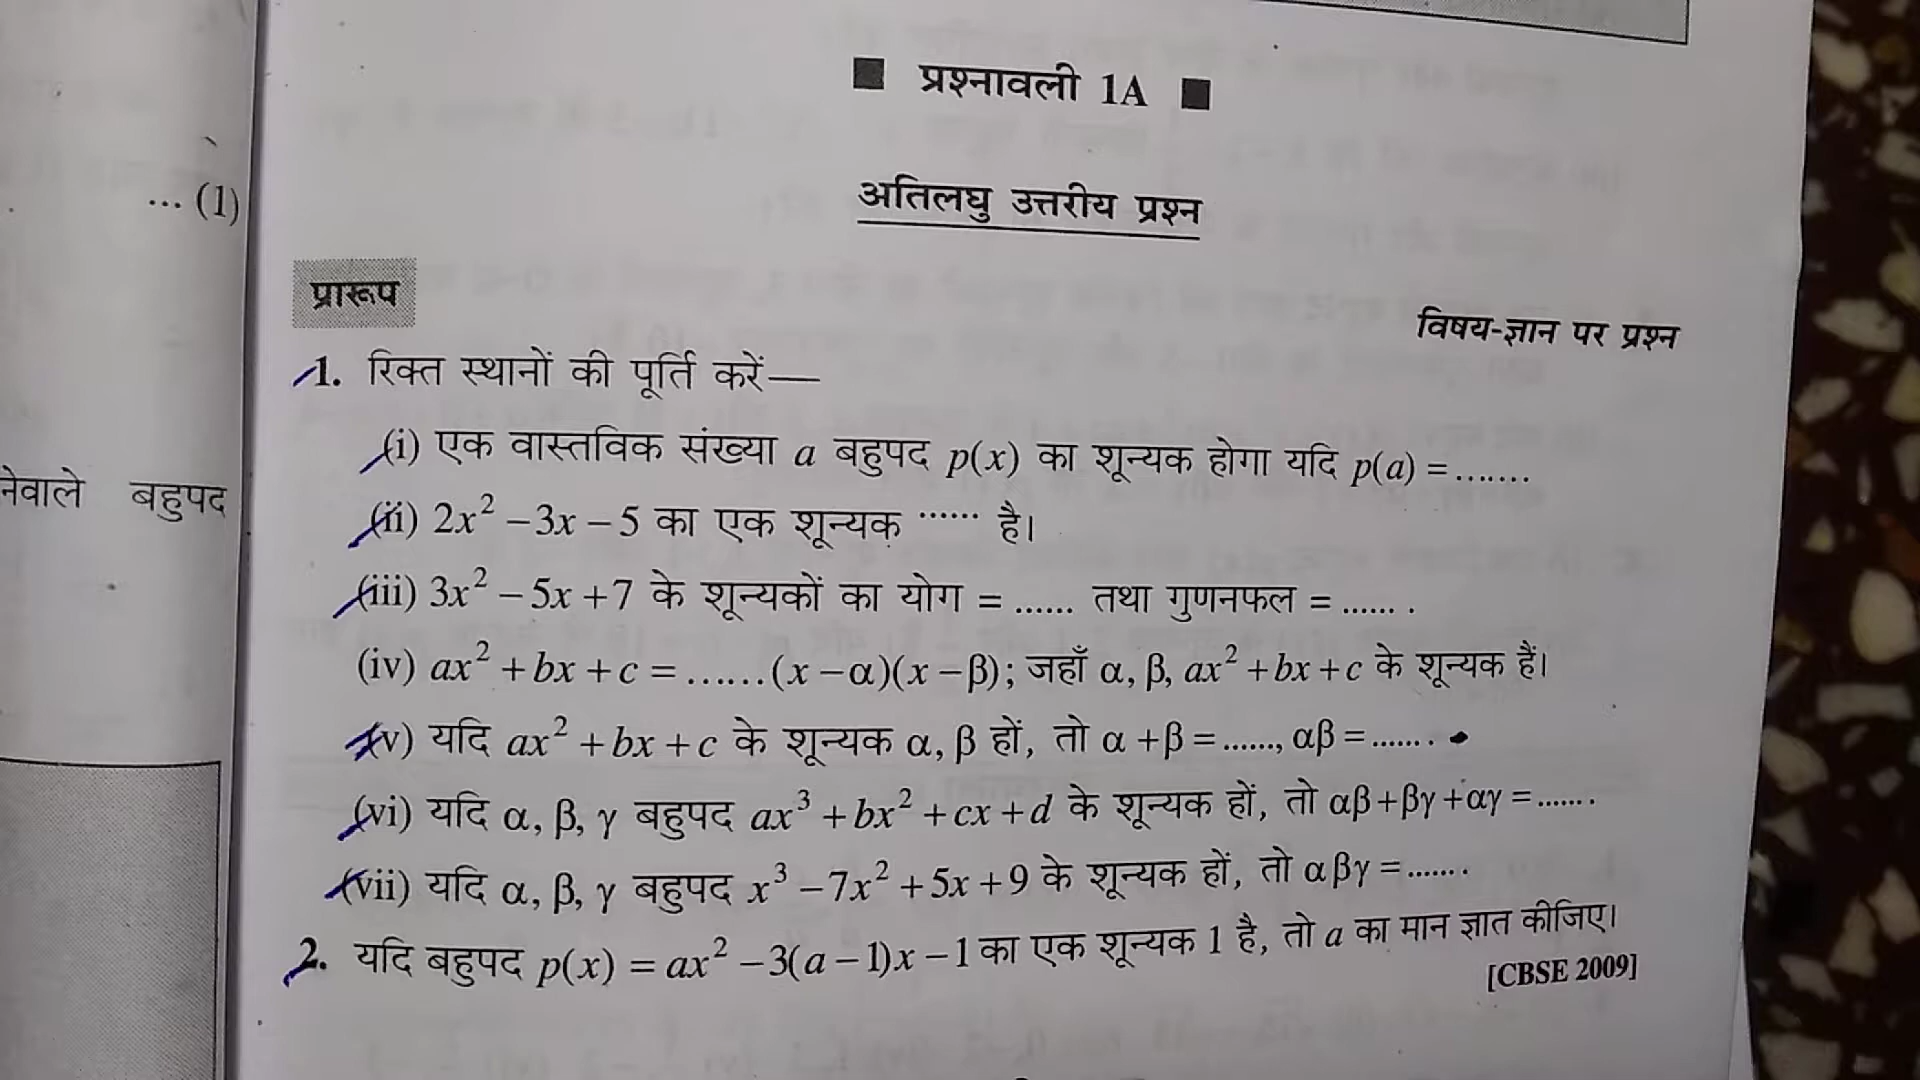 ... (1)
नेवाले बहुपद
■ प्रश्नावली 1A ■
अतिलघु उत्तरीय प्रश्न
प्रारूप
विषय-ज्ञान पर प्रश्न
1. रिक्त स्थानों की पूर्ति करें—
(i) एक वास्तविक संख्या a बहुपद p(x) का शून्यक होगा यदि p(a) = .......
(ii) 2x² – 3x – 5 का एक शून्यक ...... है।
(iii) 3x² – 5x + 7 के शून्यकों का योग = ...... तथा गुणनफल = ...... .
(iv) ax² + bx + c = ......(x – α)(x – β); जहाँ α, β, ax² + bx + c के शून्यक हैं।
(v) यदि ax² + bx + c के शून्यक α, β हों, तो α + β = ......, αβ = ...... .
(vi) यदि α, β, γ बहुपद ax³ + bx² + cx + d के शून्यक हों, तो αβ + βγ + αγ = ...... .
(vii) यदि α, β, γ बहुपद x³ – 7x² + 5x + 9 के शून्यक हों, तो αβγ = ...... .
2. यदि बहुपद p(x) = ax² – 3(a – 1)x – 1 का एक शून्यक 1 है, तो a का मान ज्ञात कीजिए।
[CBSE 2009]